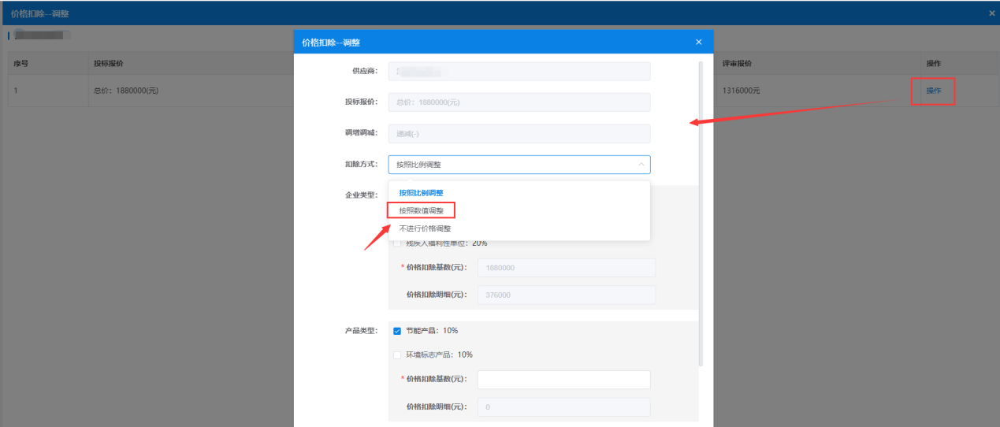 价格扣除--调整
价格扣除--调整
序号
投标报价
评审报价
操作
1
总价：1880000(元)
1316000元
操作
供应商：
投标报价：
总价：1880000(元)
调增调减：
递减(-)
扣除方式：
按照比例调整
企业类型：
按照比例调整
按照数值调整
不进行价格调整
残疾人福利性单位：20%
* 价格扣除基数(元)：
1880000
价格扣除明细(元)：
376000
产品类型：
节能产品：10%
环境标志产品：10%
* 价格扣除基数(元)：
价格扣除明细(元)：
0